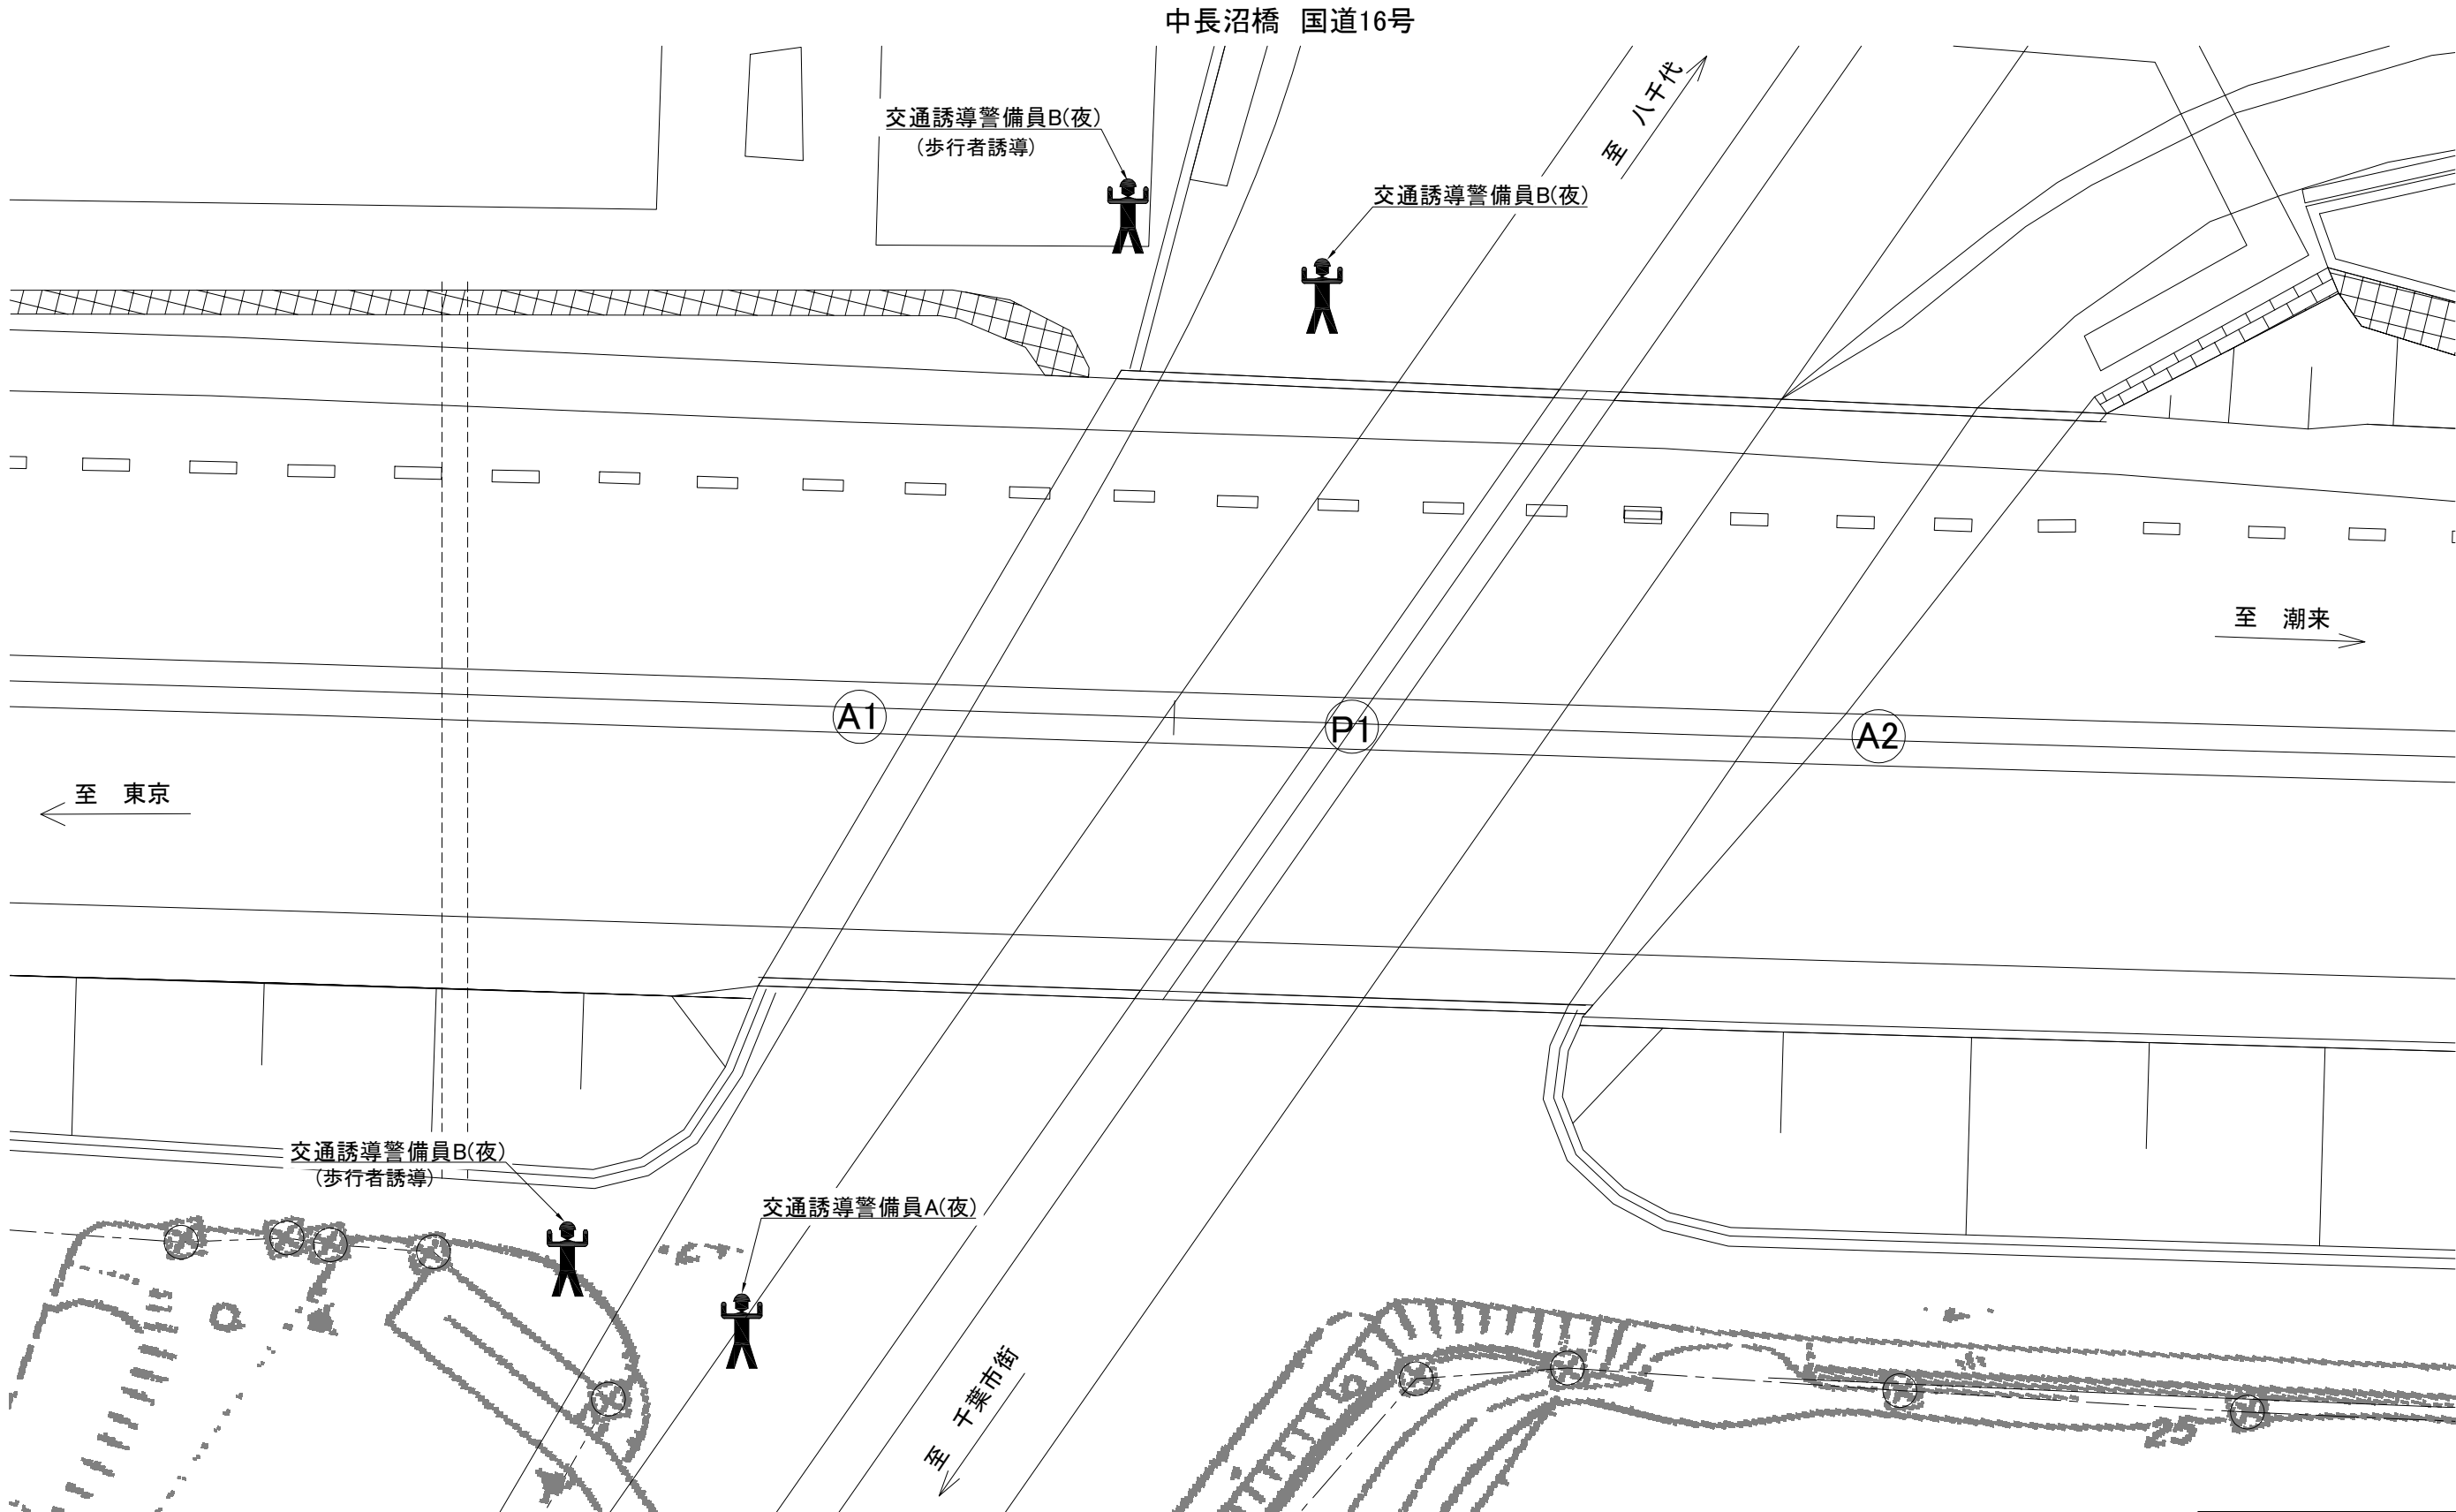 中長沼橋　国道16号
至　八千代
交通誘導警備員B(夜)
(歩行者誘導)
交通誘導警備員B(夜)
至　潮来
A1
P1
A2
至　東京
交通誘導警備員B(夜)
(歩行者誘導)
交通誘導警備員A(夜)
至　千葉市街
25